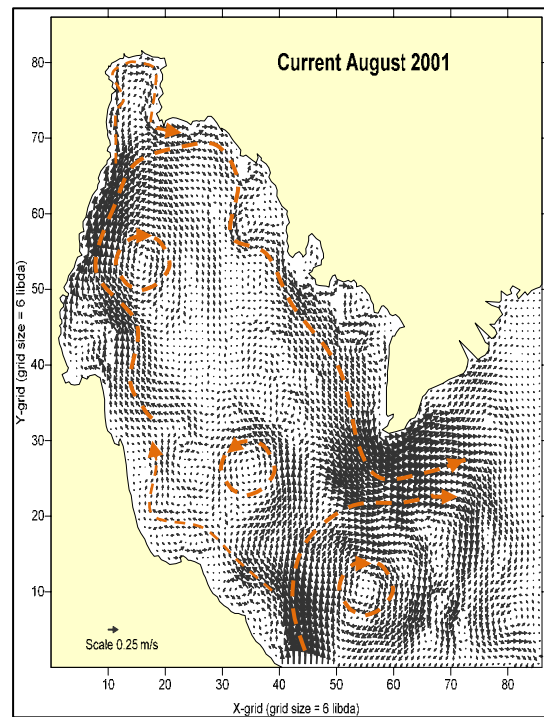 Current August 2001
80
70
60
50
40
30
20
10
Y-grid (grid size = 6 libda)
Scale 0.25 m/s
10 20 30 40 50 60 70 80
X-grid (grid size = 6 libda)